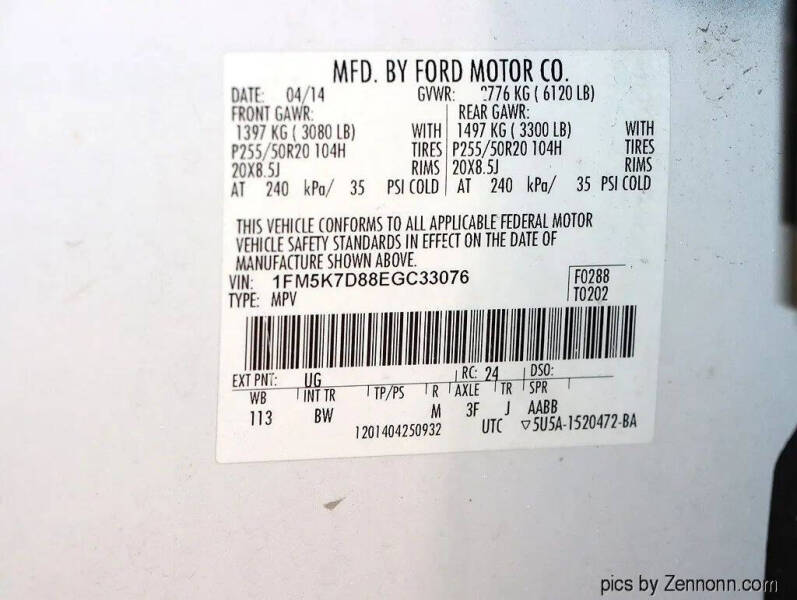 MFD. BY FORD MOTOR CO.
DATE: 04/14 GVWR: 2776 KG ( 6120 LB)
FRONT GAWR: REAR GAWR:
1397 KG ( 3080 LB) WITH 1497 KG ( 3300 LB) WITH
P255/50R20 104H TIRES P255/50R20 104H TIRES
20X8.5J RIMS 20X8.5J RIMS
AT 240 kPa/ 35 PSI COLD AT 240 kPa/ 35 PSI COLD
THIS VEHICLE CONFORMS TO ALL APPLICABLE FEDERAL MOTOR
VEHICLE SAFETY STANDARDS IN EFFECT ON THE DATE OF
MANUFACTURE SHOWN ABOVE.
VIN: 1FM5K7D88EGC33076 F0288
TYPE: MPV T0202
EXT PNT: UG RC: 24 DSO:
WB INT TR TP/PS R AXLE TR SPR
113 BW M 3F J AABB
1201404250932 UTC ▽5U5A-1520472-BA
pics by Zennonn.com